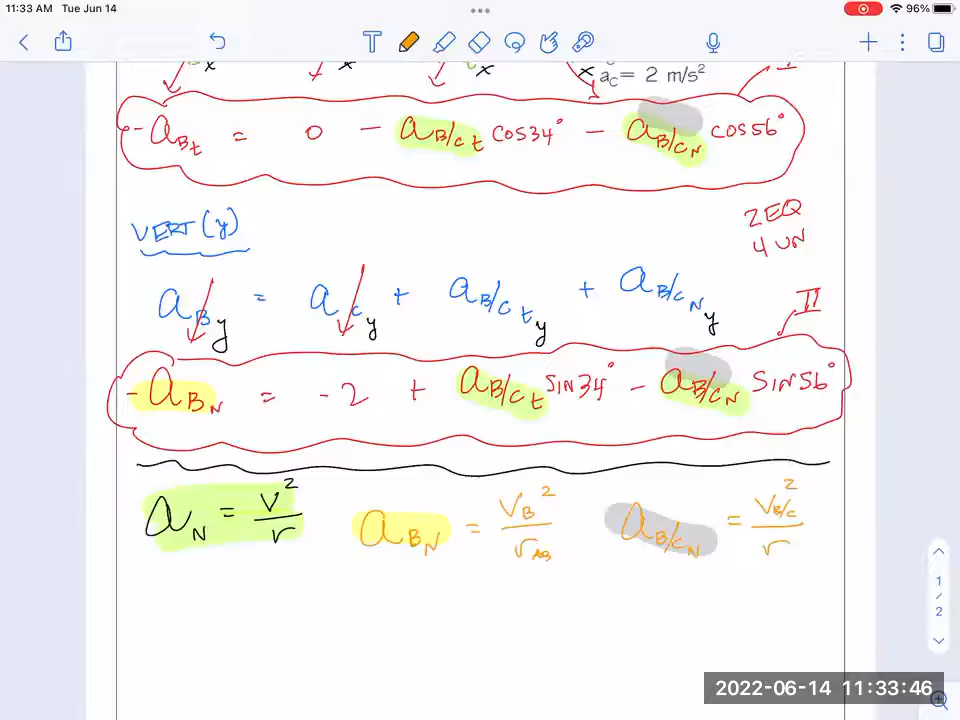 11:33 AM Tue Jun 14
96%
x x x x a_C = 2 m/s²
I
- a_Bt = 0 - a_B/Ct cos34° - a_B/CN cos56°
VERT(y)
2EQ
4 UN
a_By = a_Cy + a_B/Cty + a_B/CNy
II
- a_BN = -2 + a_B/Ct sin34° - a_B/CN sin56°
a_N = v²/r a_BN = v_B²/r_AB a_B/CN = v_B/C²/r
1
/
2
2022-06-14 11:33:46